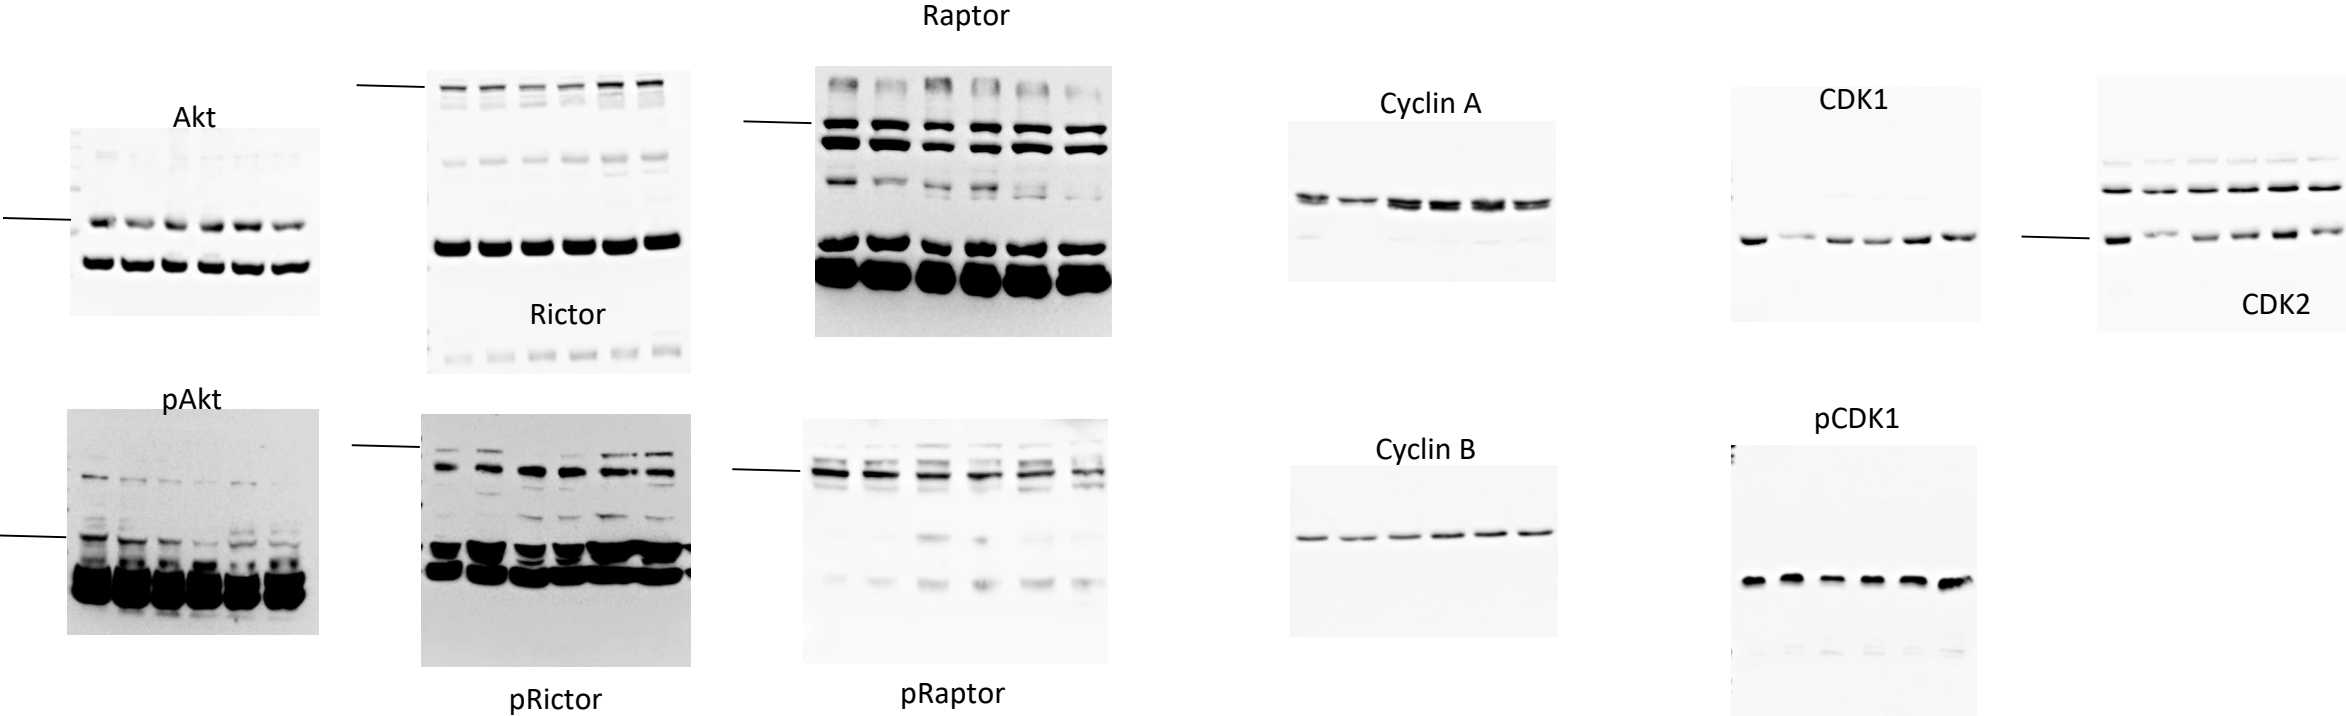 Raptor
Akt
Cyclin A
CDK1
Rictor
CDK2
pAkt
pCDK1
Cyclin B
pRictor
pRaptor